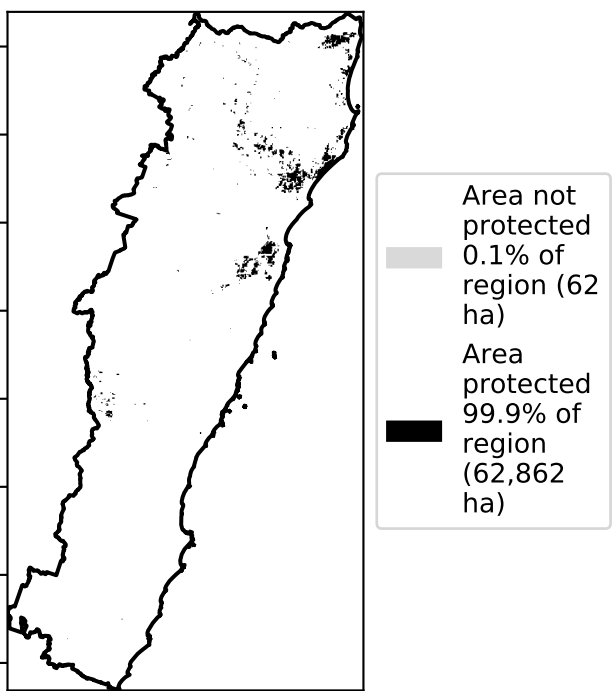 Area not
protected
0.1% of
region (62
ha)
Area
protected
99.9% of
region
(62,862
ha)